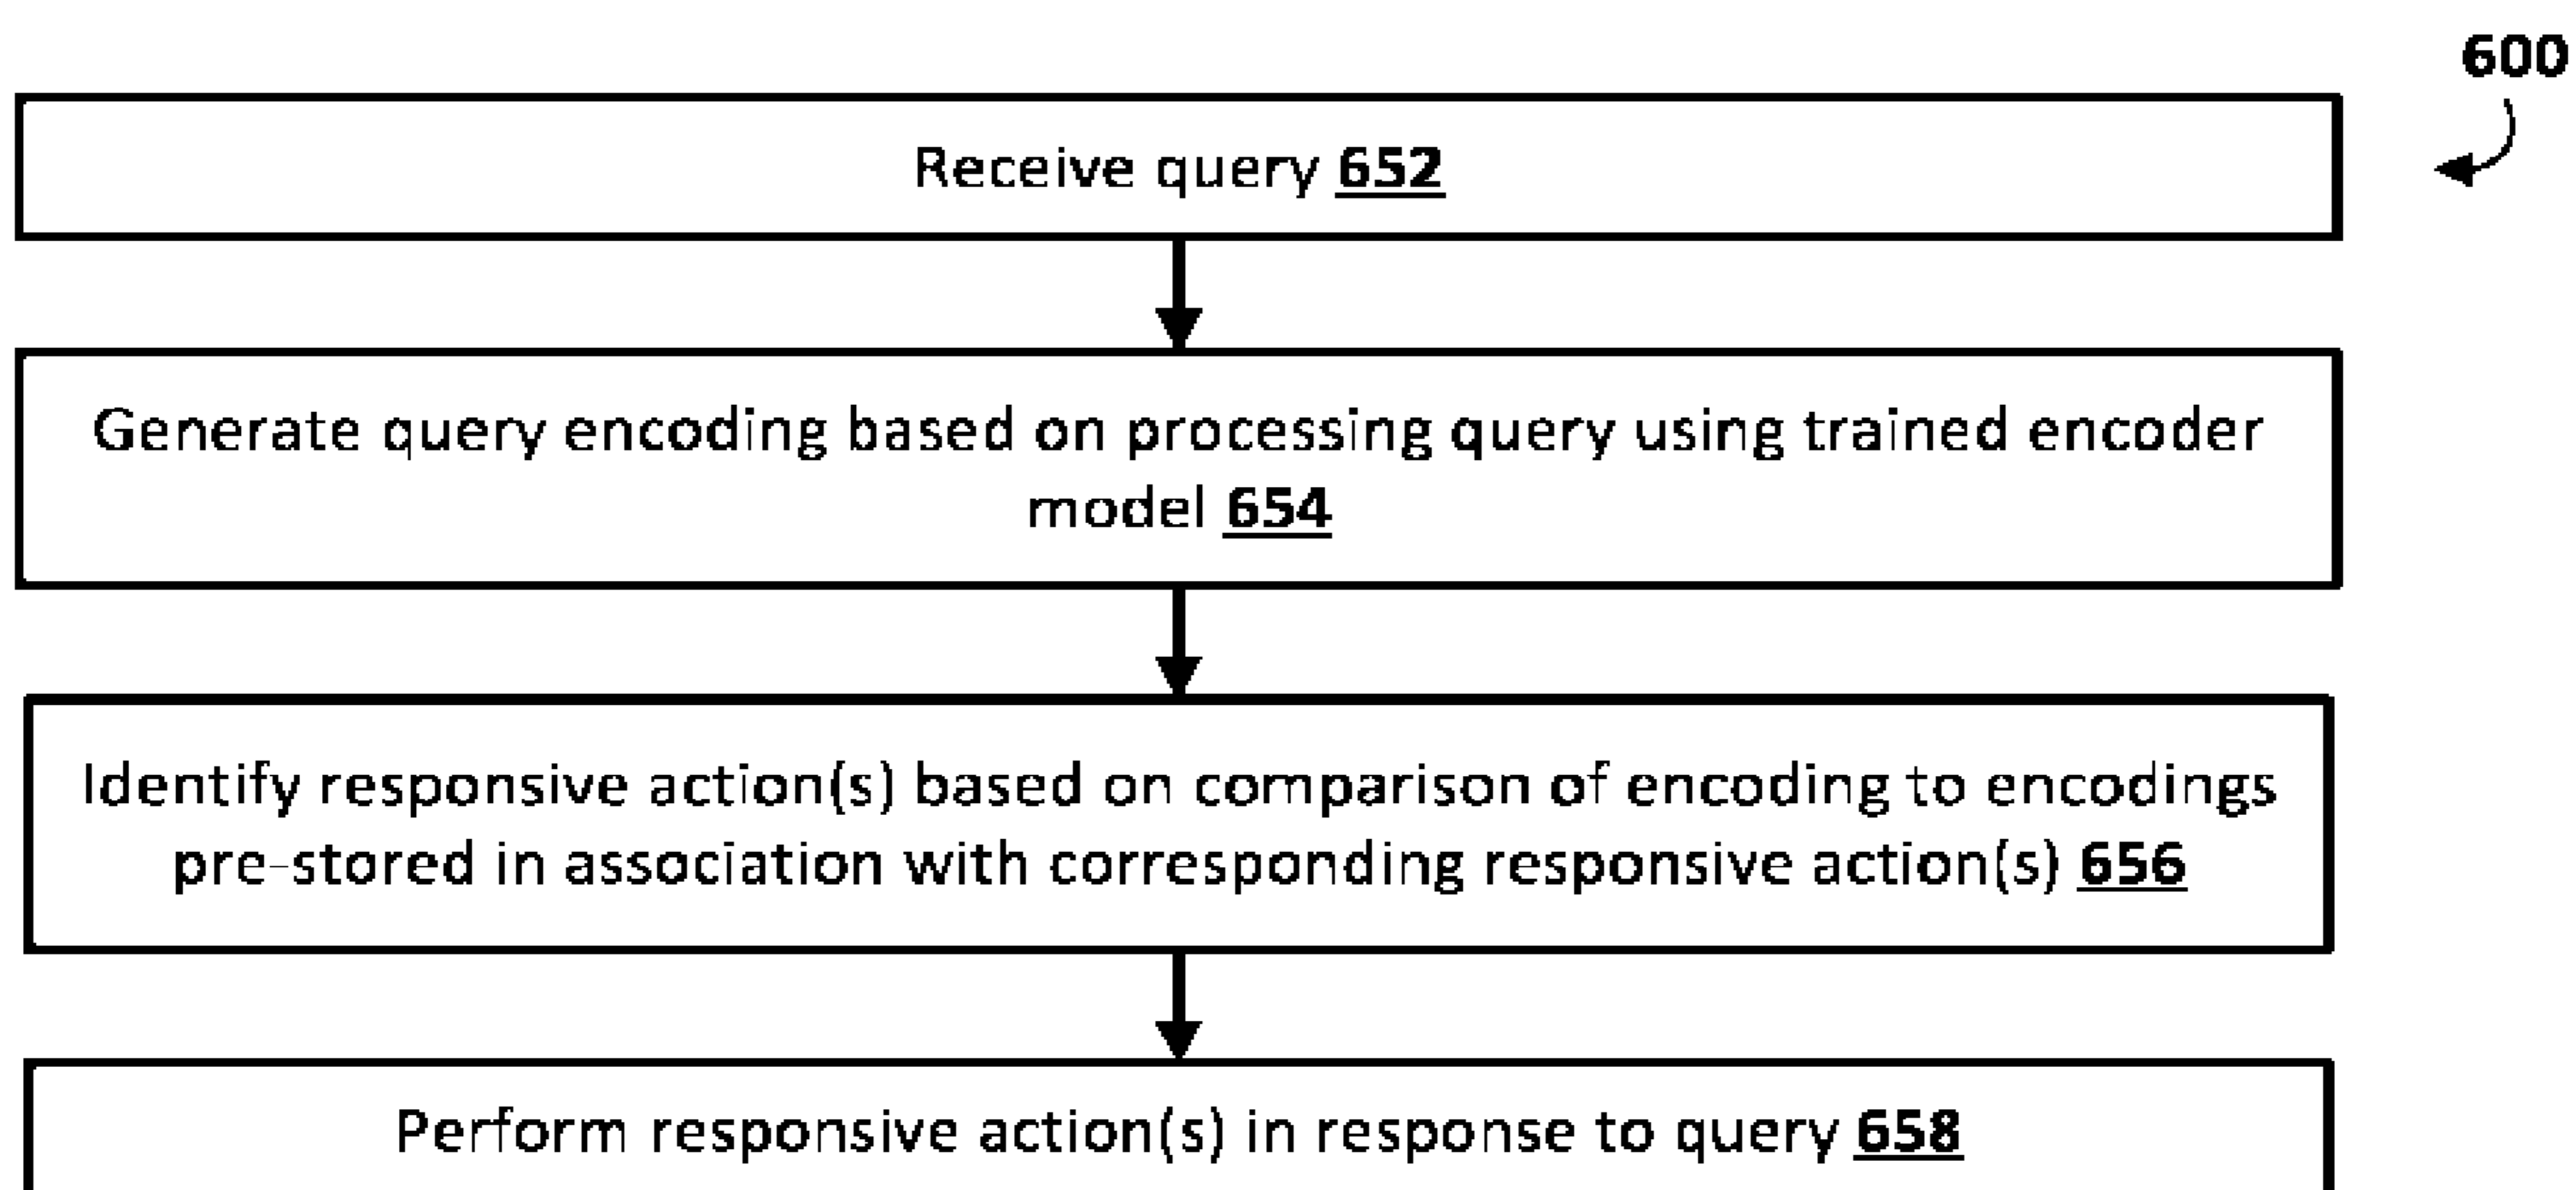 600
Receive query 652
Generate query encoding based on processing query using trained encoder
model 654
Identify responsive action(s) based on comparison of encoding to encodings
pre-stored in association with corresponding responsive action(s) 656
Perform responsive action(s) in response to query 658